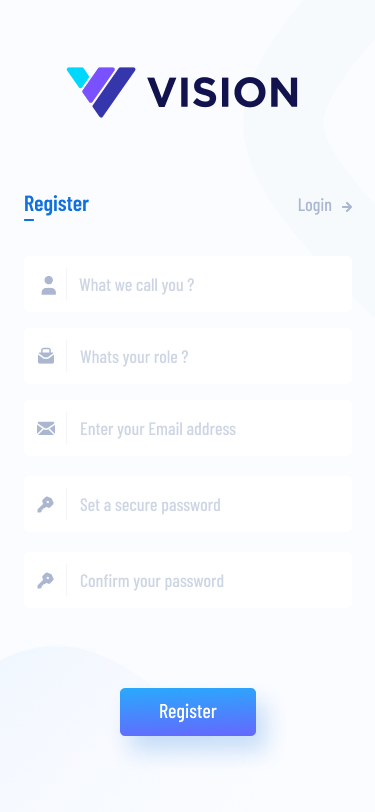 VISION
Register
Login
What we call you ?
Whats your role ?
Enter your Email address
Set a secure password
Confirm your password
Register